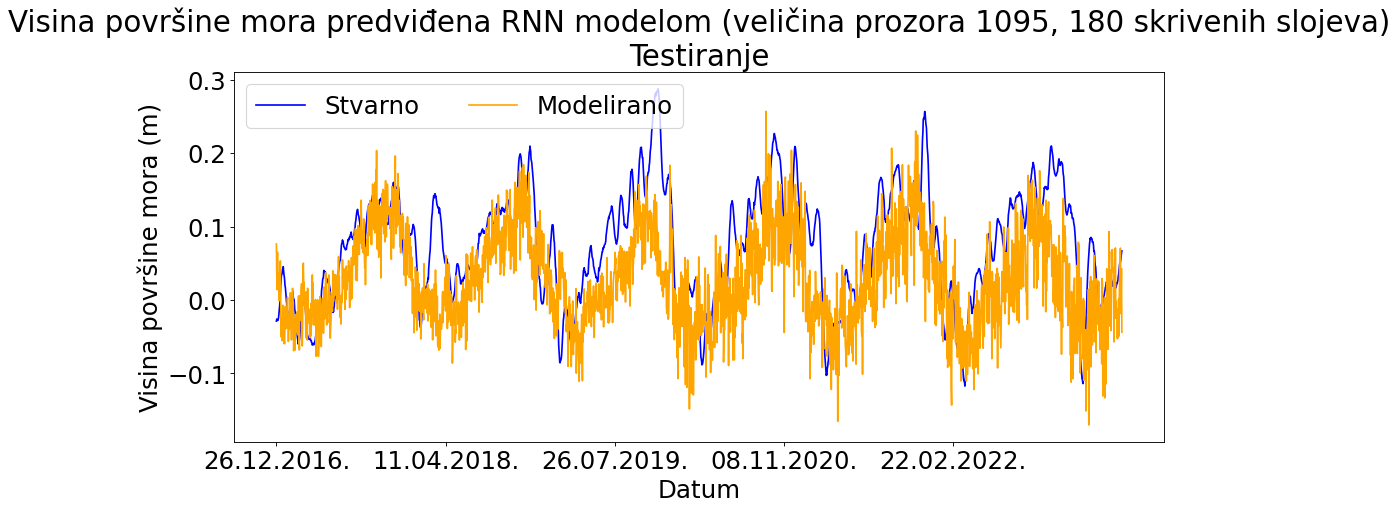 Visina površine mora predviđena RNN modelom (veličina prozora 1095, 180 skrivenih slojeva)
Testiranje
Stvarno Modelirano
Visina površine mora (m)
0.3
0.2
0.1
0.0
−0.1
26.12.2016. 11.04.2018. 26.07.2019. 08.11.2020. 22.02.2022.
Datum